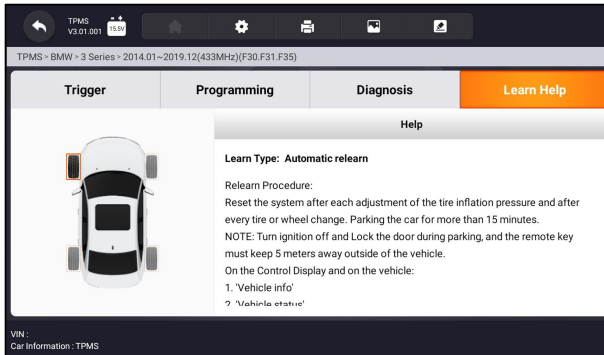 TPMS
V3.01.001
15.5V
TPMS > BMW > 3 Series > 2014.01~2019.12(433MHz)(F30.F31.F35)
Trigger
Programming
Diagnosis
Learn Help
Help
Learn Type: Automatic relearn
Relearn Procedure:
Reset the system after each adjustment of the tire inflation pressure and after
every tire or wheel change. Parking the car for more than 15 minutes.
NOTE: Turn ignition off and Lock the door during parking, and the remote key
must keep 5 meters away outside of the vehicle.
On the Control Display and on the vehicle:
1. 'Vehicle info'
2. 'Vehicle status'
VIN :
Car Information : TPMS